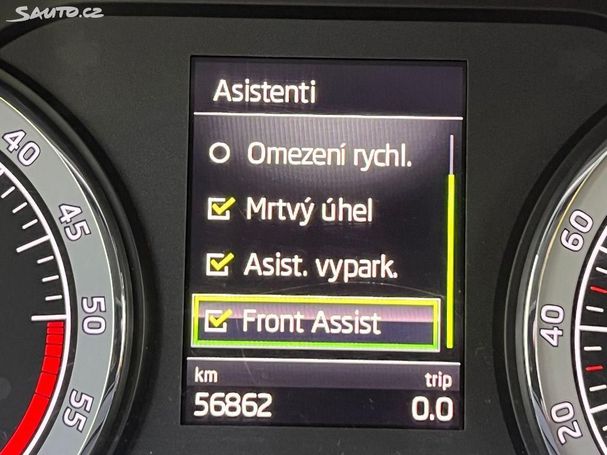 SAUTO.CZ
Asistenti
Omezení rychl.
Mrtvý úhel
Asist. vypark.
Front Assist
km trip
56862 0.0
40
45
50
55
60
40
20